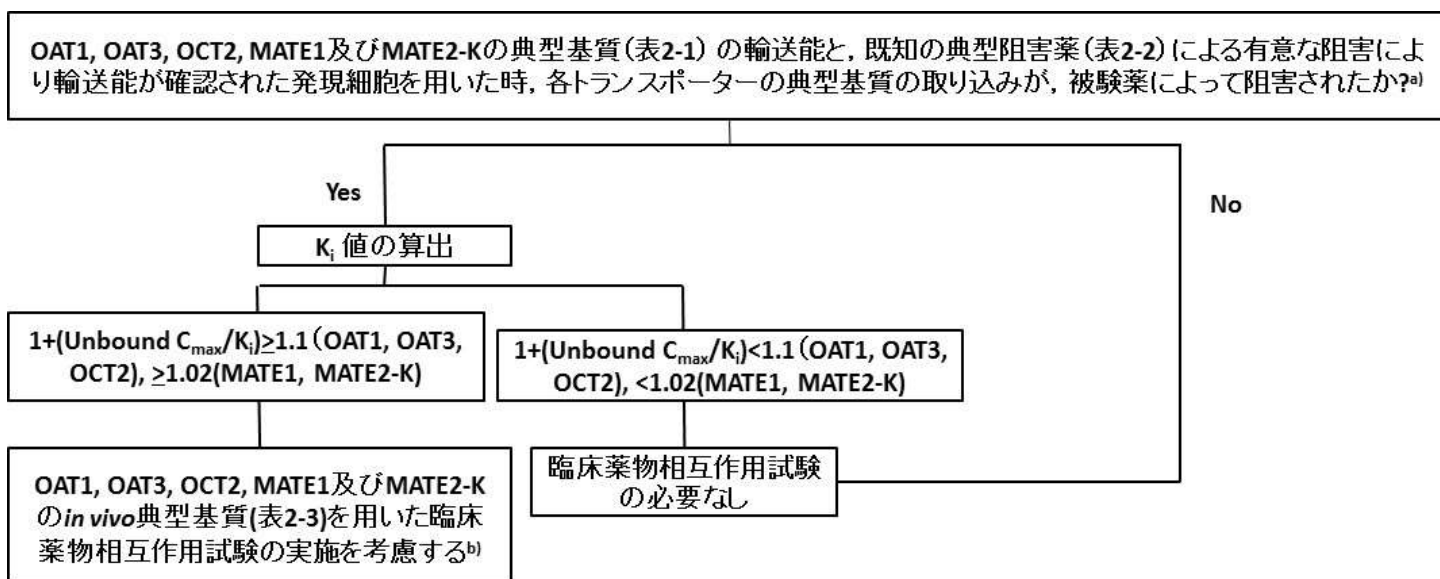 OAT1, OAT3, OCT2, MATE1及びMATE2-Kの典型基質(表2-1) の輸送能と, 既知の典型阻害薬(表2-2)による有意な阻害によ
り輸送能が確認された発現細胞を用いた時, 各トランスポーターの典型基質の取り込みが, 被験薬によって阻害されたか?a)
Yes
No
Ki 値の算出
1+(Unbound Cmax/Ki)≥1.1(OAT1, OAT3,
OCT2), ≥1.02(MATE1, MATE2-K)
1+(Unbound Cmax/Ki)<1.1(OAT1, OAT3,
OCT2), <1.02(MATE1, MATE2-K)
OAT1, OAT3, OCT2, MATE1及びMATE2-K
のin vivo典型基質(表2-3)を用いた臨床
薬物相互作用試験の実施を考慮するb)
臨床薬物相互作用試験
の必要なし